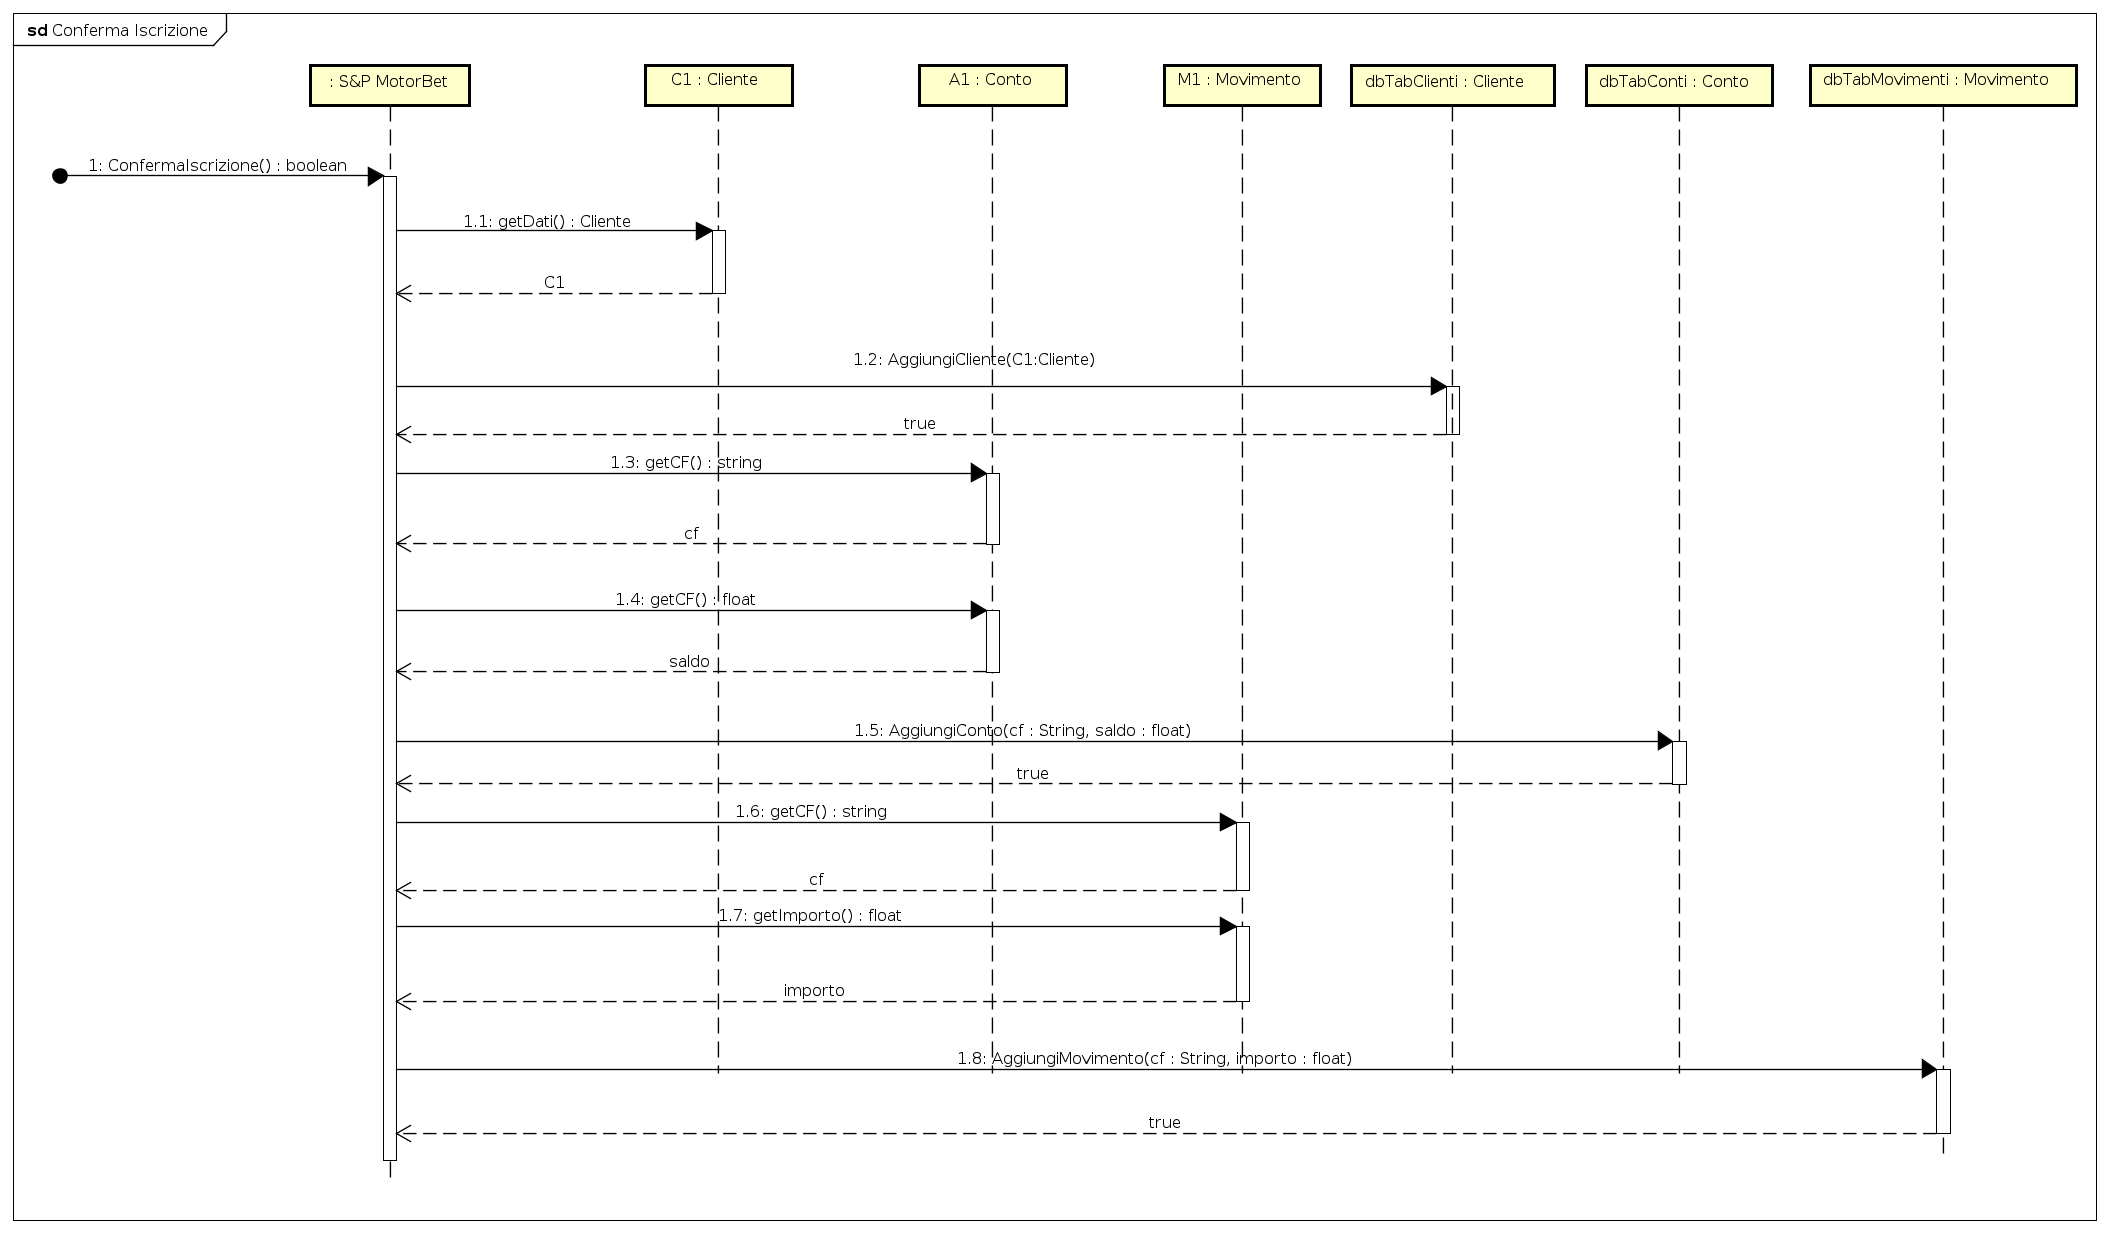 sd Conferma Iscrizione
: S&P MotorBet
C1 : Cliente
A1 : Conto
M1 : Movimento
dbTabClienti : Cliente
dbTabConti : Conto
dbTabMovimenti : Movimento
1: ConfermaIscrizione() : boolean
1.1: getDati() : Cliente
C1
1.2: AggiungiCliente(C1:Cliente)
true
1.3: getCF() : string
cf
1.4: getCF() : float
saldo
1.5: AggiungiConto(cf : String, saldo : float)
true
1.6: getCF() : string
cf
1.7: getImporto() : float
importo
1.8: AggiungiMovimento(cf : String, importo : float)
true